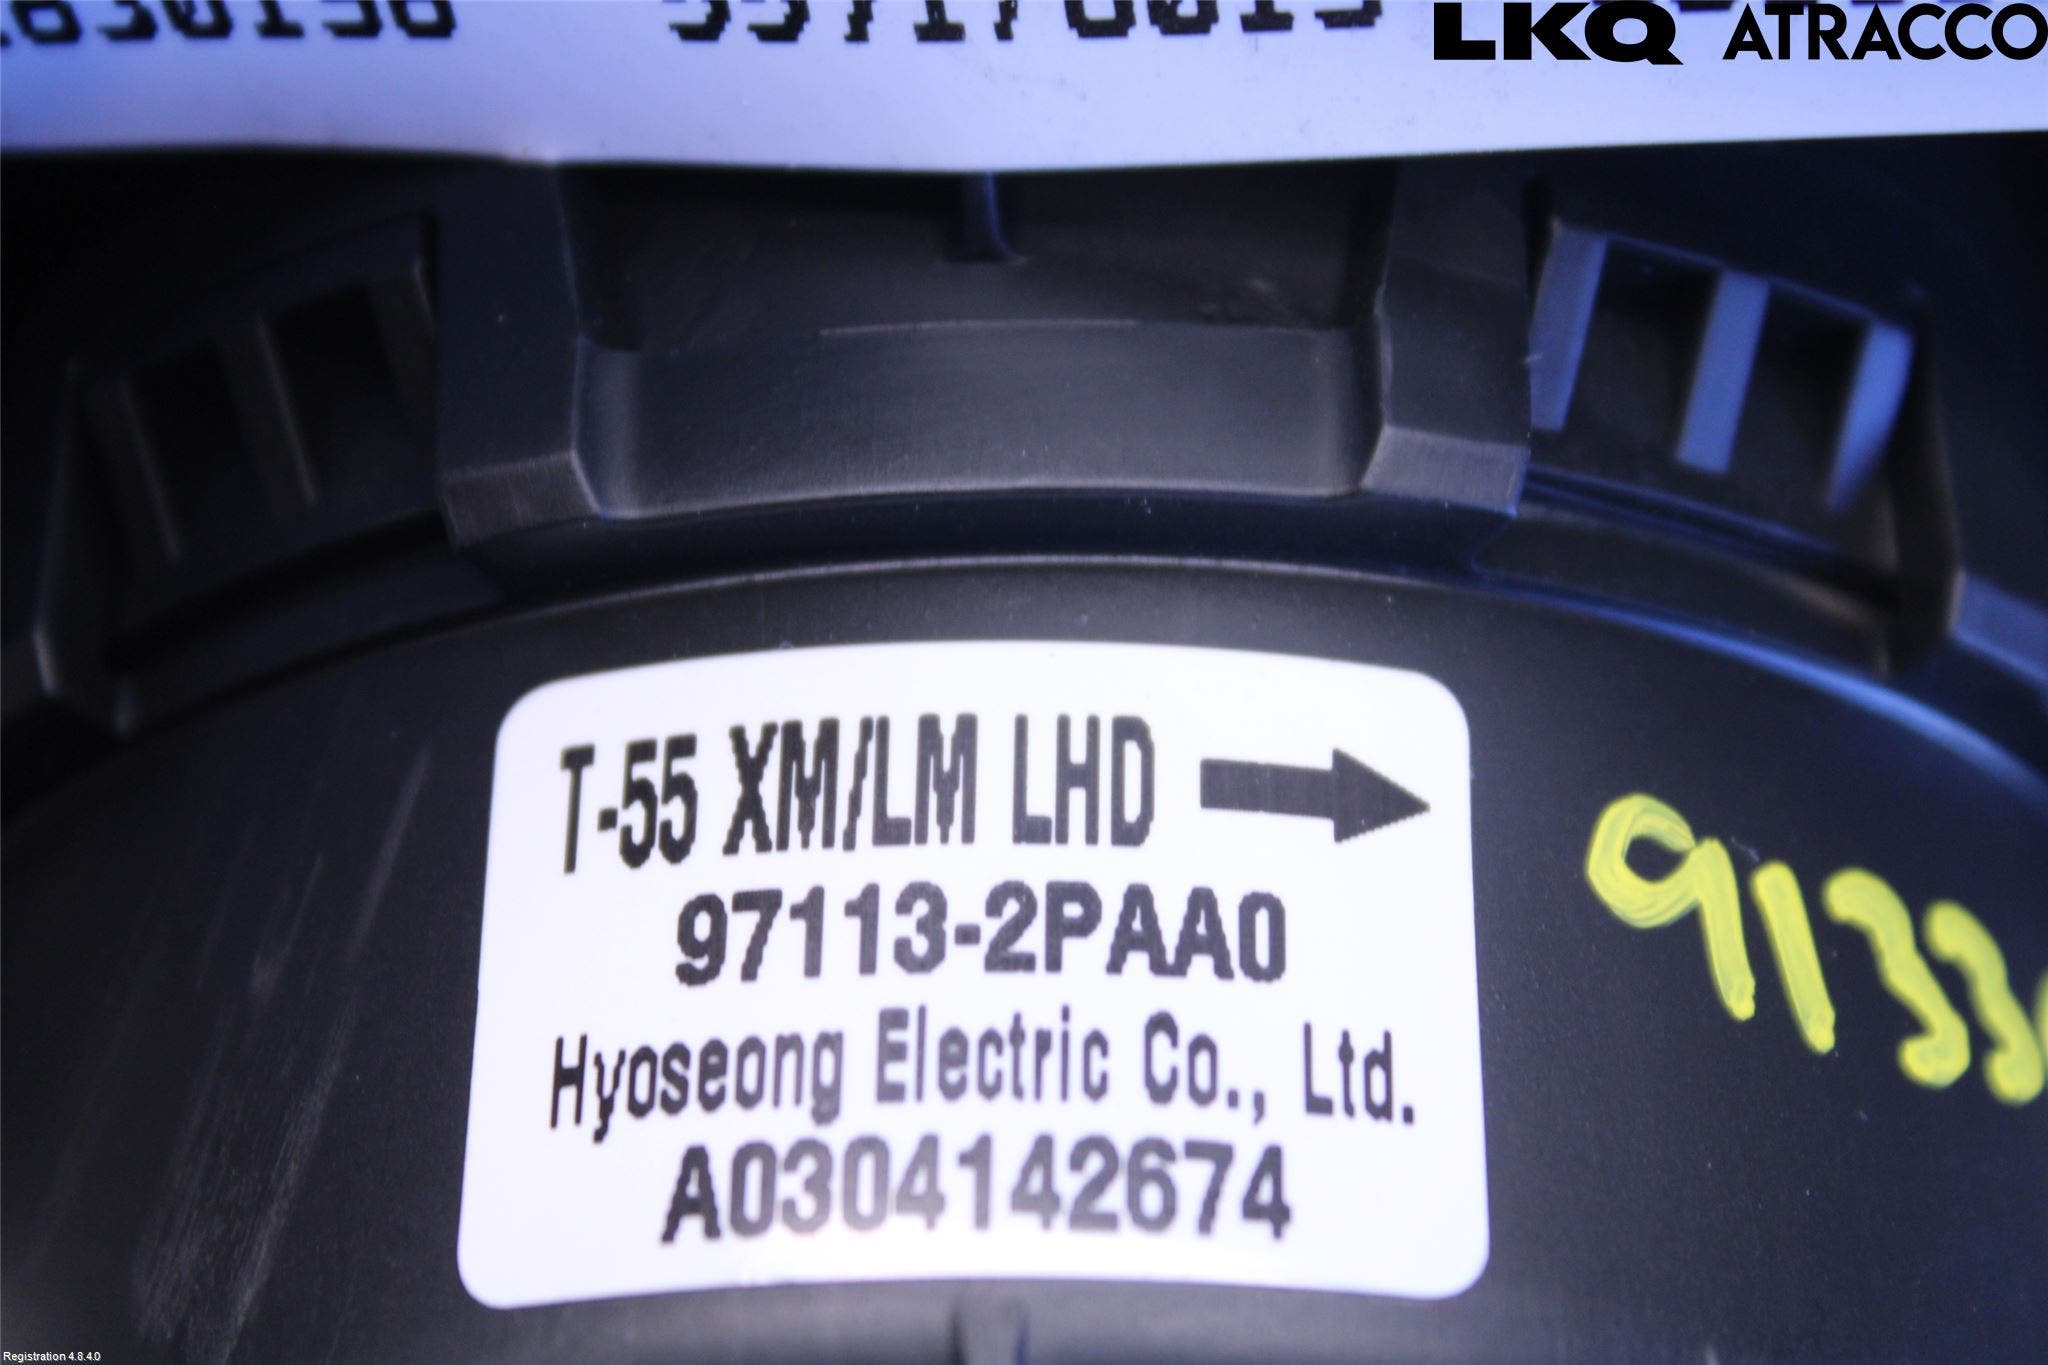 LKQ ATRACCO
T-55 XM/LM LHD
97113-2PAA0
Hyoseong Electric Co., Ltd.
A0304142674
Registration 4.8.4.0